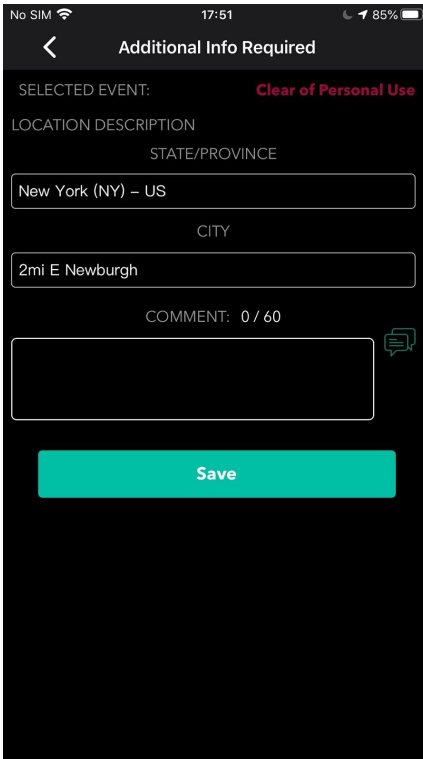 No SIM 17:51 85%
Additional Info Required
SELECTED EVENT: Clear of Personal Use
LOCATION DESCRIPTION
STATE/PROVINCE
New York (NY) – US
CITY
2mi E Newburgh
COMMENT: 0 / 60
Save